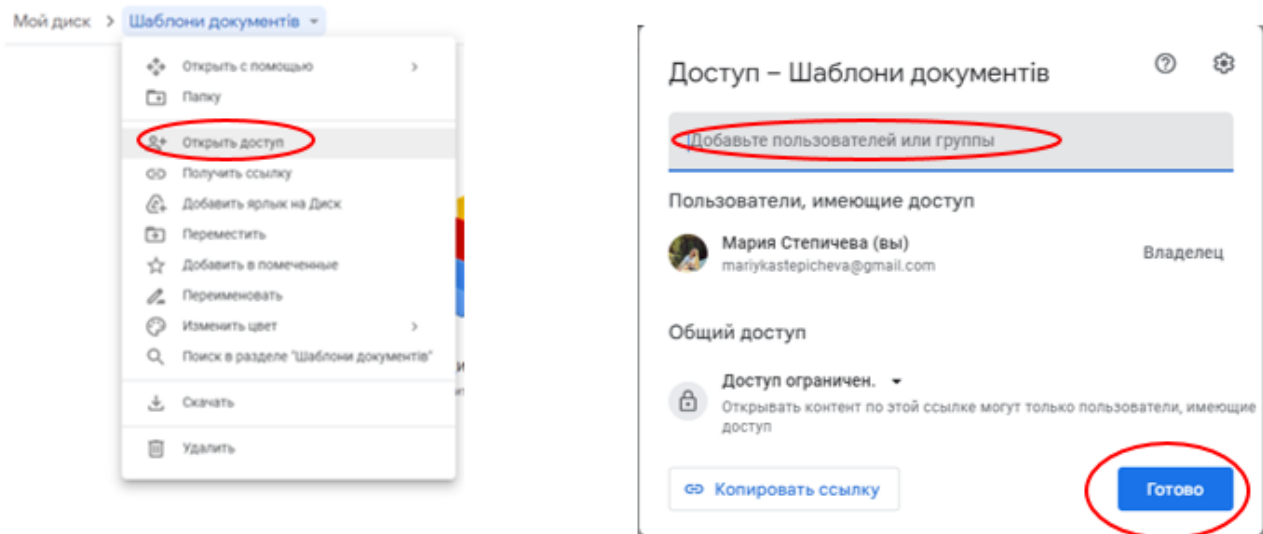 Мой диск > Шаблони документів
Открыть с помощью
Папку
Открыть доступ
Получить ссылку
Добавить ярлык на Диск
Переместить
Добавить в помеченные
Переименовать
Изменить цвет
Поиск в разделе "Шаблони документів"
Скачать
Удалить
Доступ – Шаблони документів
Добавьте пользователей или группы
Пользователи, имеющие доступ
Мария Степичева (вы)
mariykastepicheva@gmail.com
Владелец
Общий доступ
Доступ ограничен.
Открывать контент по этой ссылке могут только пользователи, имеющие
доступ
Копировать ссылку
Готово